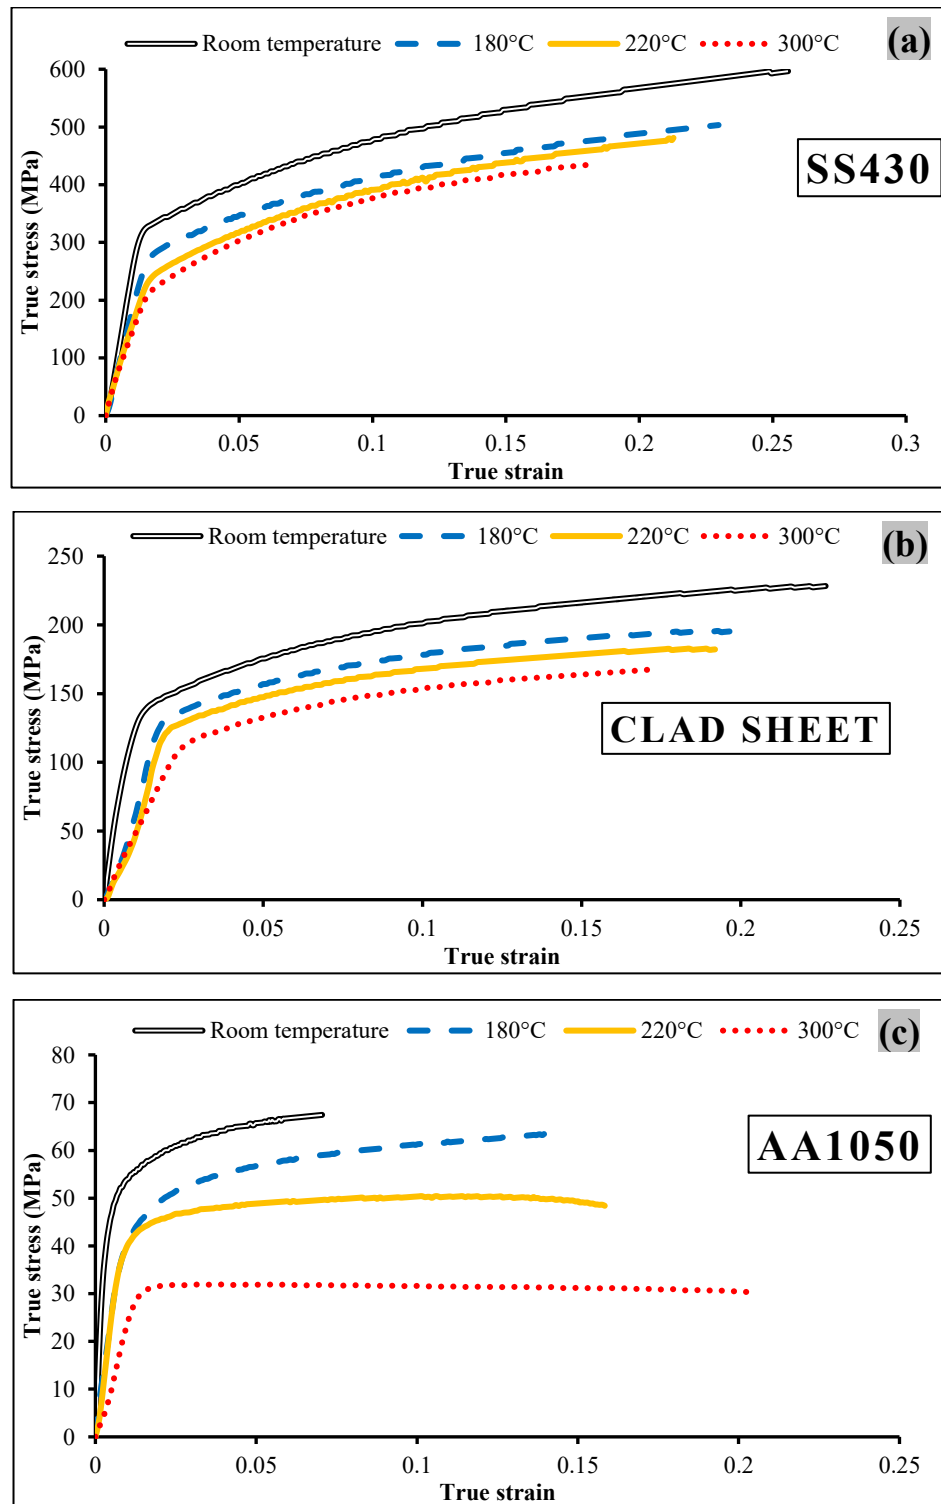 Room temperature 180°C 220°C 300°C (a)
600
500
400
300
200
100
0
True stress (MPa)
SS430
0 0.05 0.1 0.15 0.2 0.25 0.3
True strain
Room temperature 180°C 220°C 300°C (b)
250
200
150
100
50
0
True stress (MPa)
CLAD SHEET
0 0.05 0.1 0.15 0.2 0.25
True strain
Room temperature 180°C 220°C 300°C (c)
80
70
60
50
40
30
20
10
0
True stress (MPa)
AA1050
0 0.05 0.1 0.15 0.2 0.25
True strain